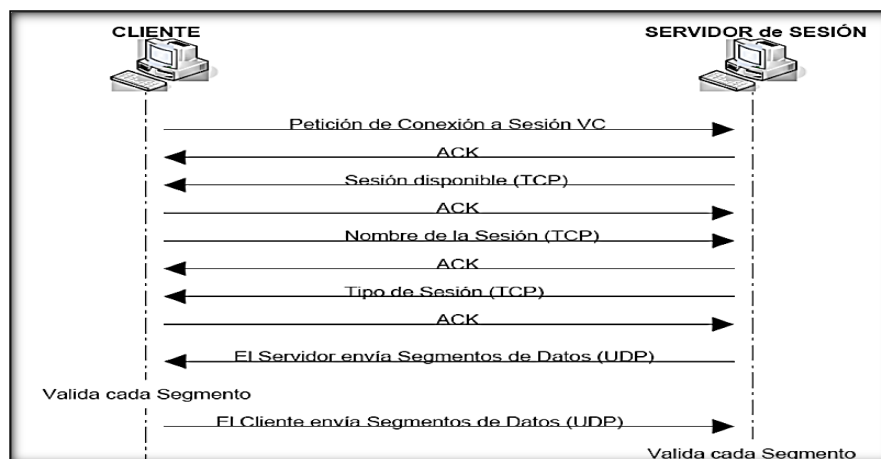 CLIENTE
SERVIDOR de SESIÓN
Petición de Conexión a Sesión VC
ACK
Sesión disponible (TCP)
ACK
Nombre de la Sesión (TCP)
ACK
Tipo de Sesión (TCP)
ACK
El Servidor envía Segmentos de Datos (UDP)
Valida cada Segmento
El Cliente envía Segmentos de Datos (UDP)
Valida cada Segmento